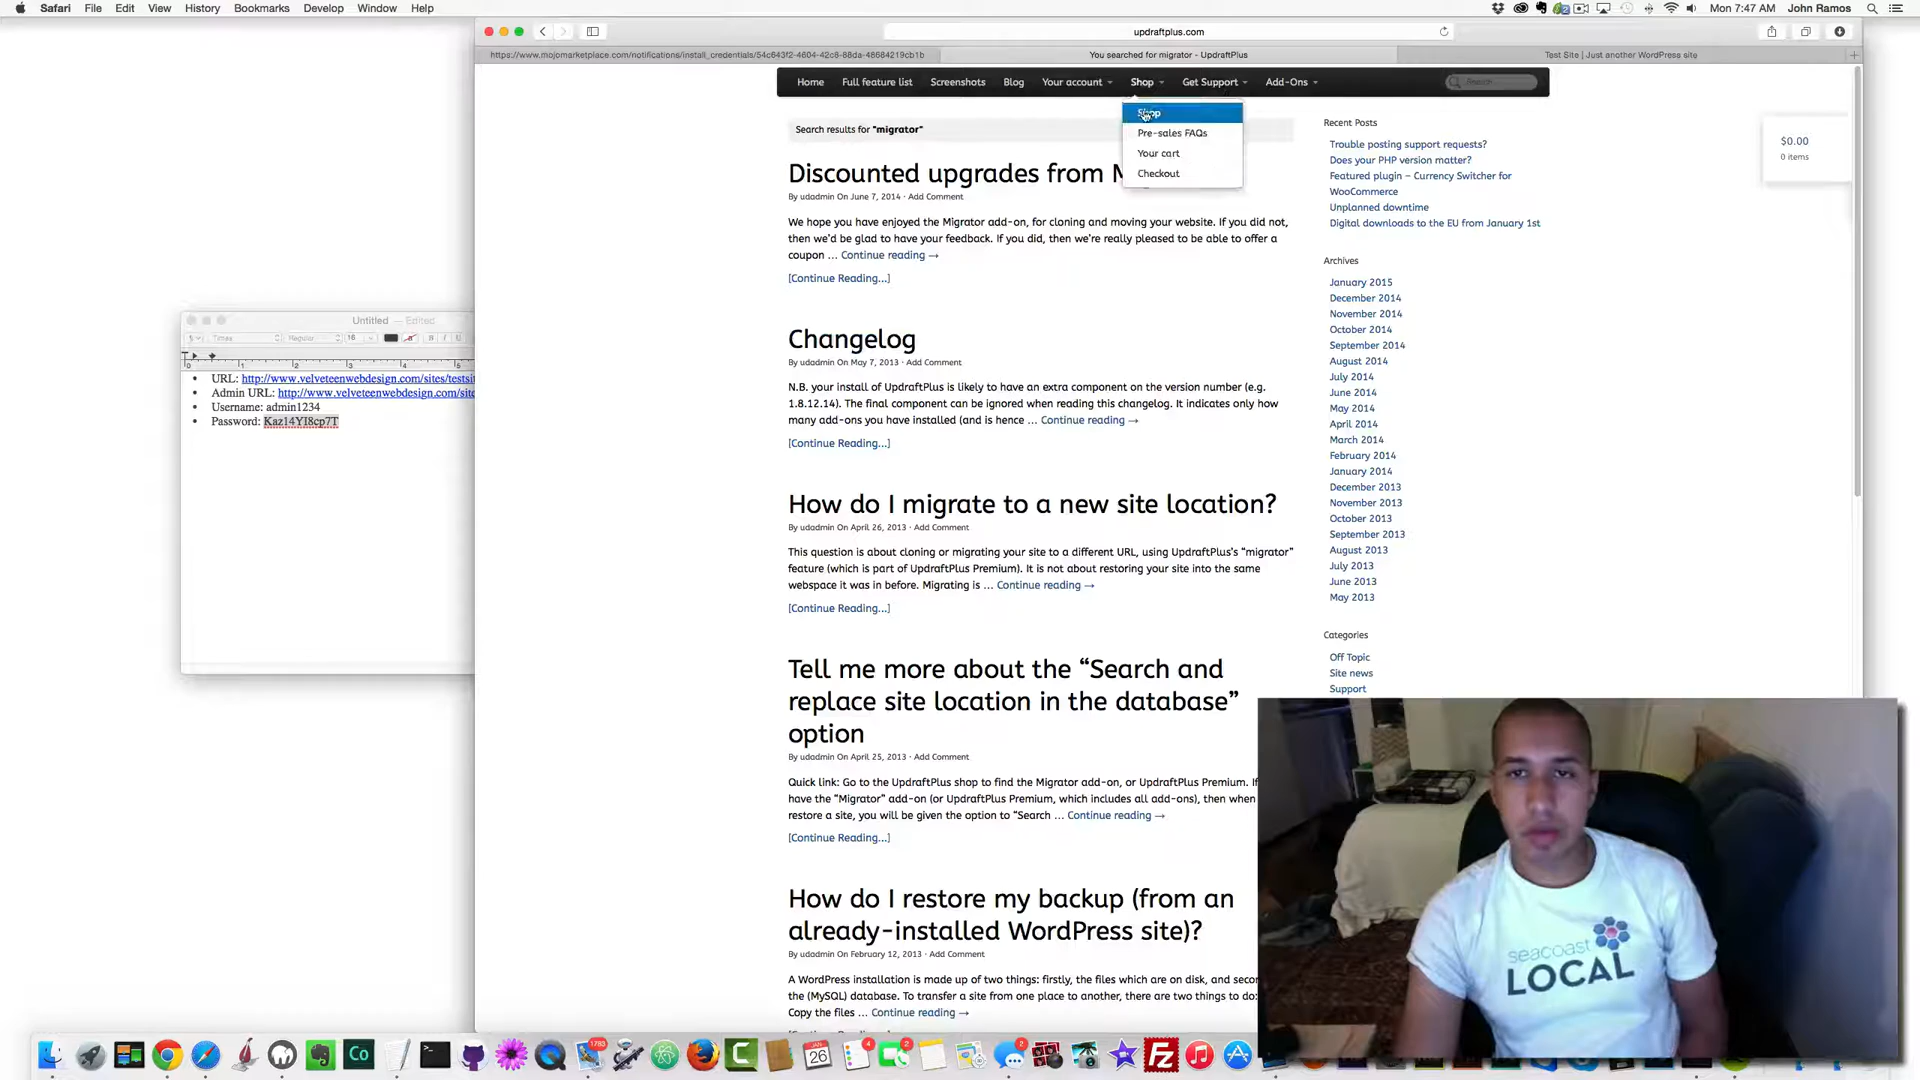 Safari File Edit View History Bookmarks Develop Window Help
Mon 7:47 AM John Ramos
updraftplus.com
https://www.mojomarketplace.com/notifications/install_credentials/54c643f2-4604-42c8-88da-48684219cb1b
You searched for migrator - UpdraftPlus
Test Site | Just another WordPress site
Home Full feature list Screenshots Blog Your account Shop Get Support Add-Ons Search
Shop
Pre-sales FAQs
Your cart
Checkout
Search results for "migrator"
Discounted upgrades from
By udadmin On June 7, 2014 · Add Comment
We hope you have enjoyed the Migrator add-on, for cloning and moving your website. If you did not,
then we'd be glad to have your feedback. If you did, then we're really pleased to be able to offer a
coupon … Continue reading →
[Continue Reading...]
Changelog
By udadmin On May 7, 2013 · Add Comment
N.B. your install of UpdraftPlus is likely to have an extra component on the version number (e.g.
1.8.12.14). The final component can be ignored when reading this changelog. It indicates only how
many add-ons you have installed (and is hence … Continue reading →
[Continue Reading...]
How do I migrate to a new site location?
By udadmin On April 26, 2013 · Add Comment
This question is about cloning or migrating your site to a different URL, using UpdraftPlus's "migrator"
feature (which is part of UpdraftPlus Premium). It is not about restoring your site into the same
webspace it was in before. Migrating is … Continue reading →
[Continue Reading...]
Tell me more about the “Search and
replace site location in the database”
option
By udadmin On April 25, 2013 · Add Comment
Quick link: Go to the UpdraftPlus shop to find the Migrator add-on, or UpdraftPlus Premium. If
have the “Migrator” add-on (or UpdraftPlus Premium, which includes all add-ons), then when
restore a site, you will be given the option to “Search … Continue reading →
[Continue Reading...]
How do I restore my backup (from an
already-installed WordPress site)?
By udadmin On February 12, 2013 · Add Comment
A WordPress installation is made up of two things: firstly, the files which are on disk, and
the (MySQL) database. To transfer a site from one place to another, there are two things to do:
Copy the files … Continue reading →
Recent Posts
Trouble posting support requests?
Does your PHP version matter?
Featured plugin – Currency Switcher for
WooCommerce
Unplanned downtime
Digital downloads to the EU from January 1st
Archives
January 2015
December 2014
November 2014
October 2014
September 2014
August 2014
July 2014
June 2014
May 2014
April 2014
March 2014
February 2014
January 2014
December 2013
November 2013
October 2013
September 2013
August 2013
July 2013
June 2013
May 2013
Categories
Off Topic
Site news
Support
$0.00
0 items
Untitled — Edited
Times Regular 16
URL: http://www.velveteenwebdesign.com/sites/testsi
Admin URL: http://www.velveteenwebdesign.com/site
Username: admin1234
Password: Kaz14YI8cp7T
seacoast
LOCAL
1783
JAN
26
4
2
2